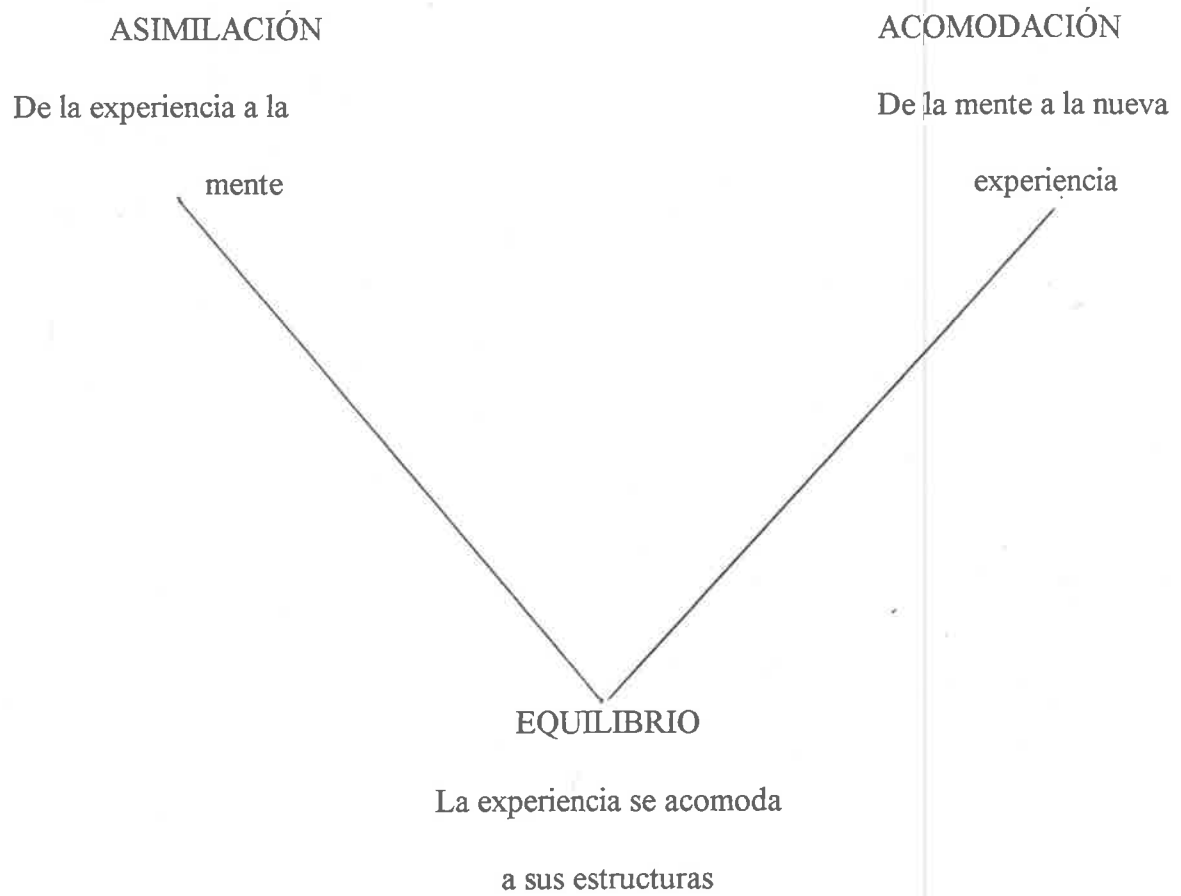 ASIMILACIÓN
De la experiencia a la
mente
ACOMODACIÓN
De la mente a la nueva
experiencia
EQUILIBRIO
La experiencia se acomoda
a sus estructuras